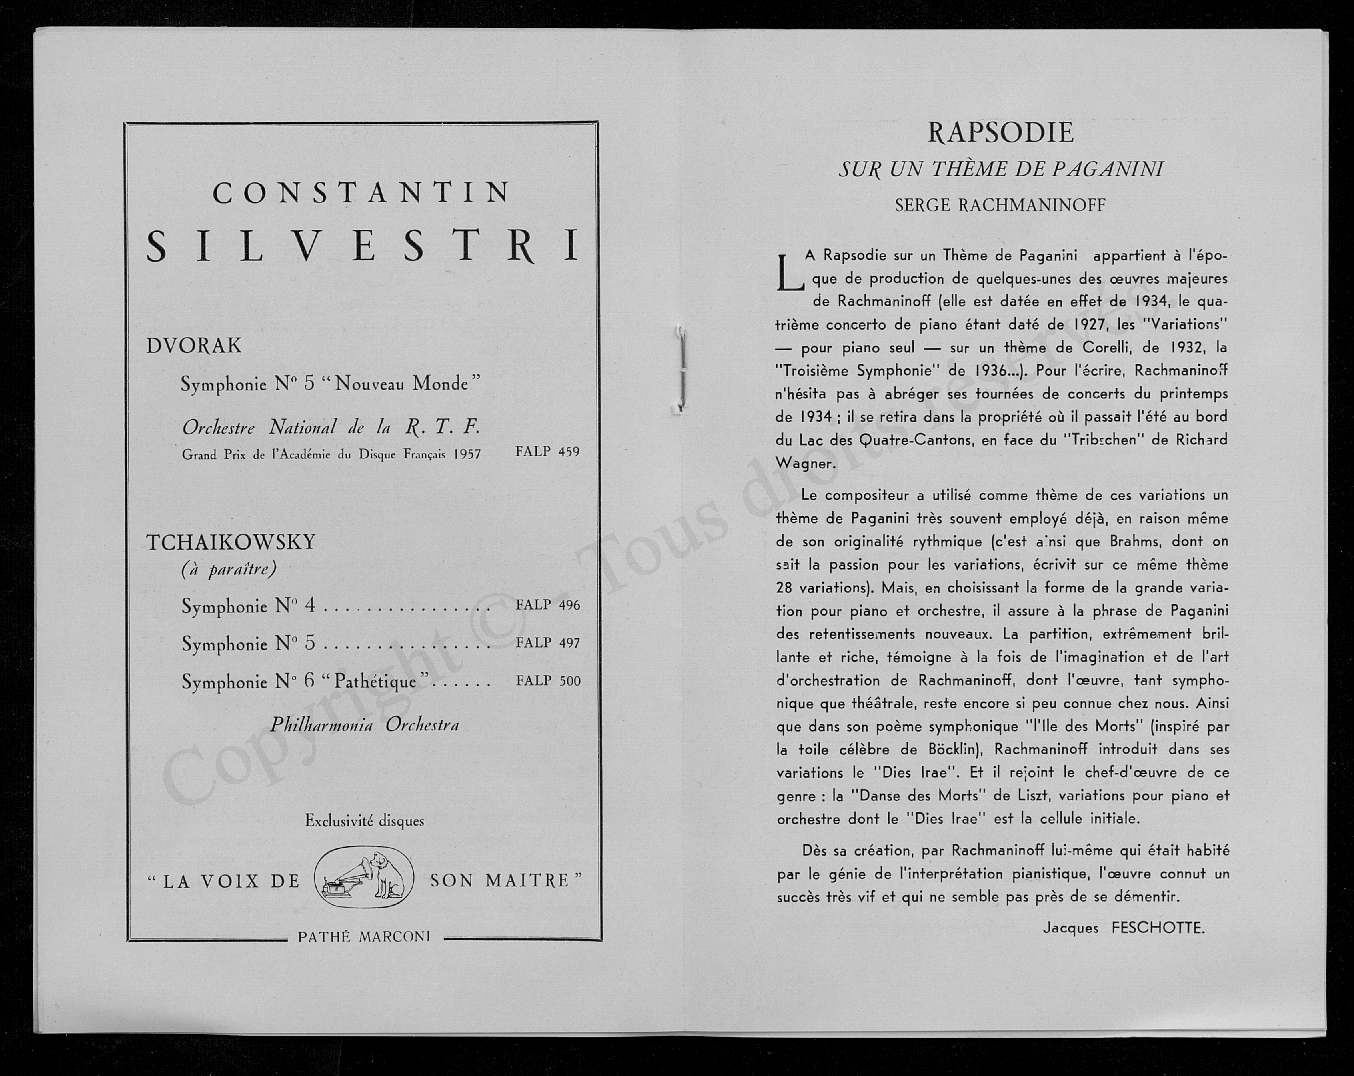 CONSTANTIN
SILVESTRI
DVORAK
Symphonie N° 5 “Nouveau Monde”
Orchestre National de la R. T. F.
Grand Prix de l'Académie du Disque Français 1957 FALP 459
TCHAIKOWSKY
(à paraître)
Symphonie N° 4 . . . . . . . . . . . . . . . . FALP 496
Symphonie N° 5 . . . . . . . . . . . . . . . . FALP 497
Symphonie N° 6 “Pathétique” . . . . . . FALP 500
Philharmonia Orchestra
Exclusivité disques
“LA VOIX DE SON MAITRE”
PATHÉ MARCONI
RAPSODIE
SUR UN THÈME DE PAGANINI
SERGE RACHMANINOFF
LA Rapsodie sur un Thème de Paganini appartient à l'épo-
que de production de quelques-unes des œuvres majeures
de Rachmaninoff (elle est datée en effet de 1934, le qua-
trième concerto de piano étant daté de 1927, les "Variations"
— pour piano seul — sur un thème de Corelli, de 1932, la
"Troisième Symphonie" de 1936...). Pour l'écrire, Rachmaninoff
n'hésita pas à abréger ses tournées de concerts du printemps
de 1934 ; il se retira dans la propriété où il passait l'été au bord
du Lac des Quatre-Cantons, en face du "Tribschen" de Richard
Wagner.
Le compositeur a utilisé comme thème de ces variations un
thème de Paganini très souvent employé déjà, en raison même
de son originalité rythmique (c'est ainsi que Brahms, dont on
sait la passion pour les variations, écrivit sur ce même thème
28 variations). Mais, en choisissant la forme de la grande varia-
tion pour piano et orchestre, il assure à la phrase de Paganini
des retentissements nouveaux. La partition, extrêmement bril-
lante et riche, témoigne à la fois de l'imagination et de l'art
d'orchestration de Rachmaninoff, dont l'œuvre, tant sympho-
nique que théâtrale, reste encore si peu connue chez nous. Ainsi
que dans son poème symphonique "l'Ile des Morts" (inspiré par
la toile célèbre de Böcklin), Rachmaninoff introduit dans ses
variations le "Dies Irae". Et il rejoint le chef-d'œuvre de ce
genre : la "Danse des Morts" de Liszt, variations pour piano et
orchestre dont le "Dies Irae" est la cellule initiale.
Dès sa création, par Rachmaninoff lui-même qui était habité
par le génie de l'interprétation pianistique, l'œuvre connut un
succès très vif et qui ne semble pas près de se démentir.
Jacques FESCHOTTE.
Copyright © - Tous droits réservés